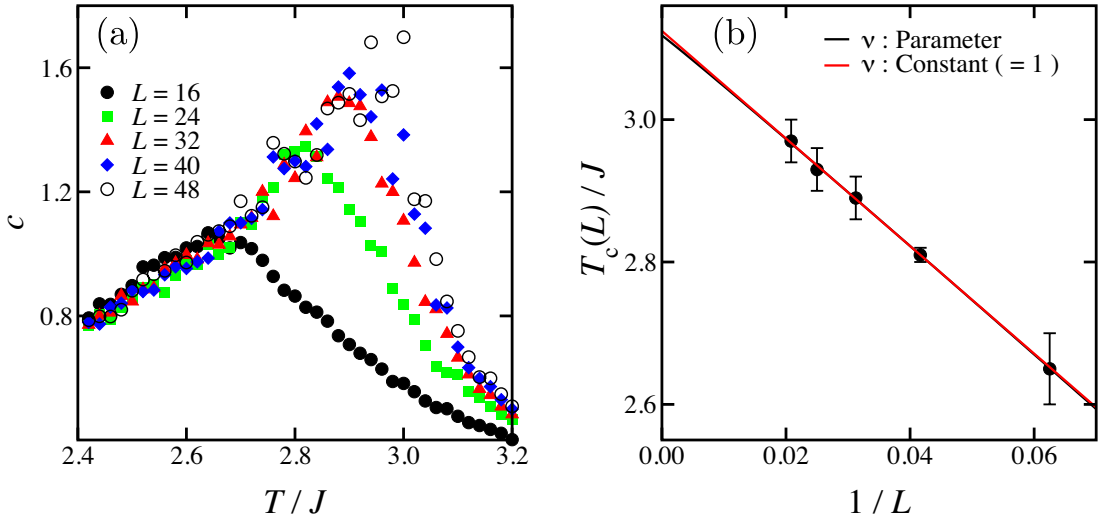 (a)
L = 16
L = 24
L = 32
L = 40
L = 48
1.6
1.2
0.8
c
2.4 2.6 2.8 3.0 3.2
T / J
(b)
ν : Parameter
ν : Constant ( = 1 )
3.0
2.8
2.6
T_c(L) / J
0.00 0.02 0.04 0.06
1 / L